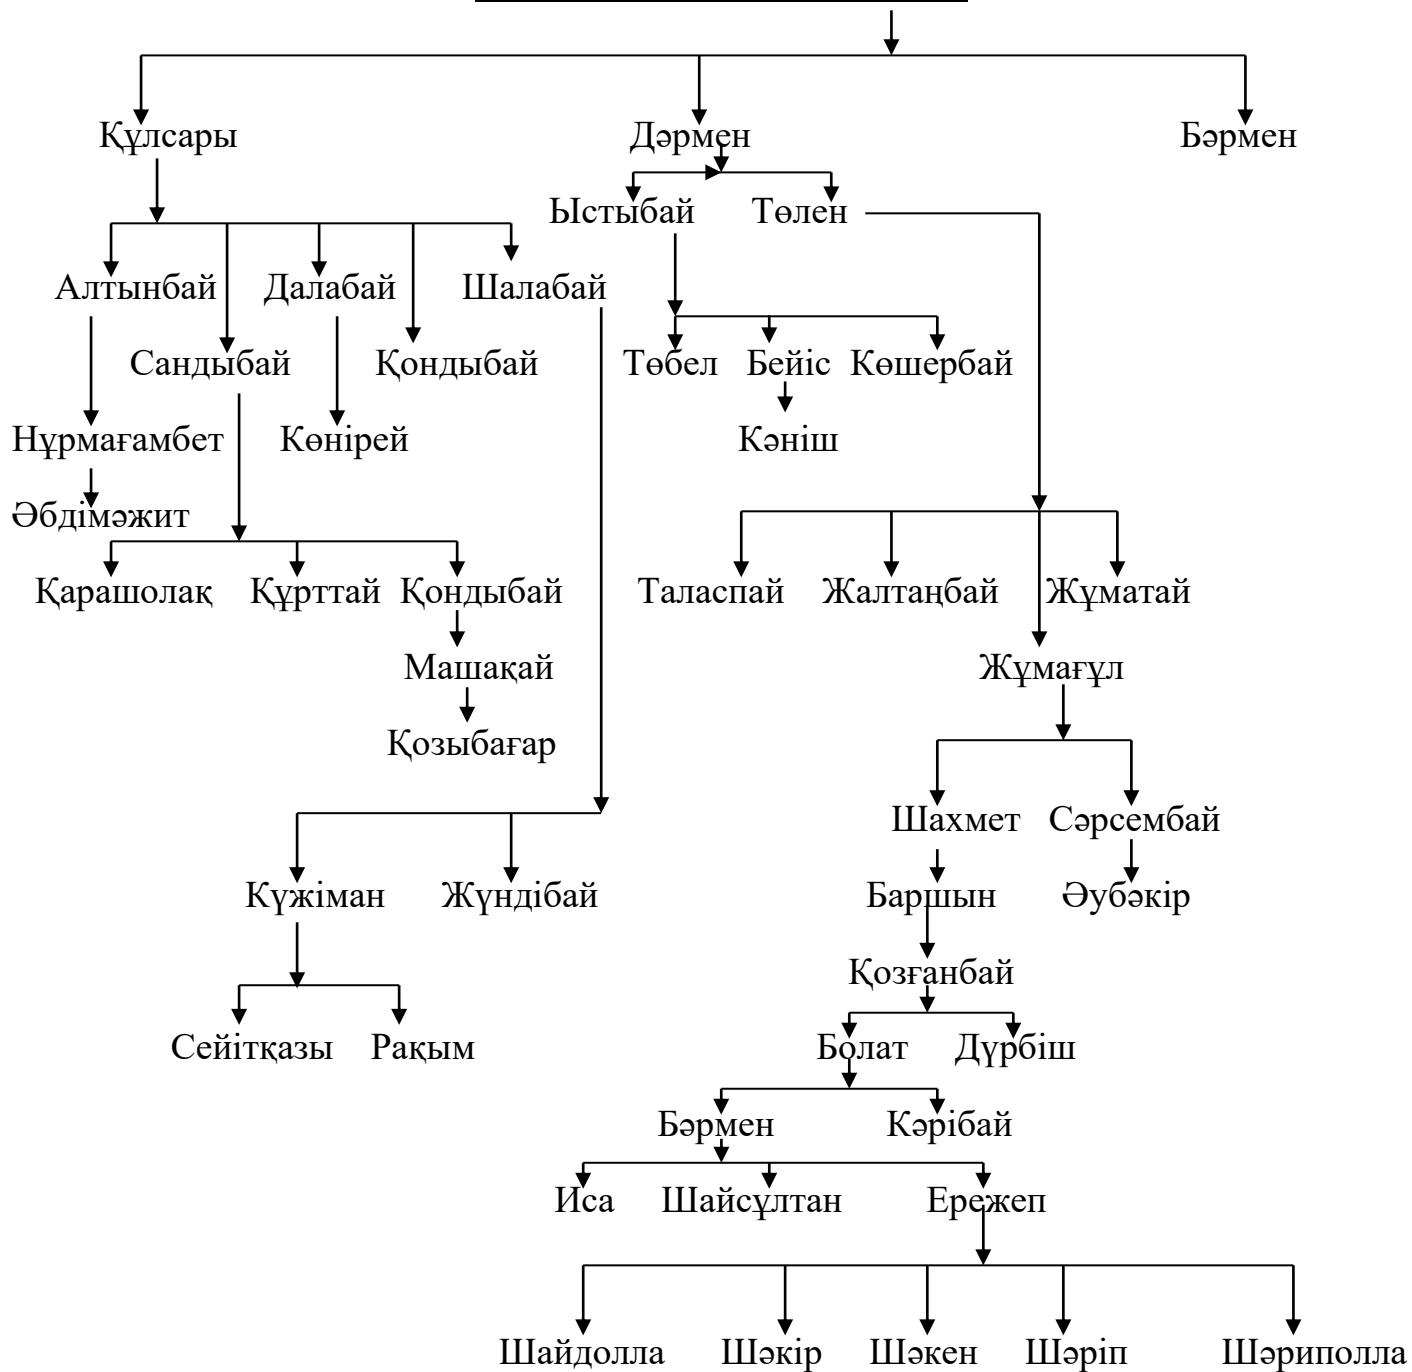 Құлсары Дәрмен Бәрмен
Ыстыбай Төлен
Алтынбай Далабай Шалабай
Сандыбай Қондыбай Төбел Бейіс Көшербай
Нұрмағамбет Көнірей Кәніш
Әбдімәжит
Қарашолақ Құрттай Қондыбай Таласпай Жалтаңбай Жұматай
Машақай Жұмағұл
Қозыбағар
Шахмет Сәрсембай
Күжіман Жүндібай Баршын Әубәкір
Қозғанбай
Сейітқазы Рақым Болат Дүрбіш
Бәрмен Кәрібай
Иса Шайсұлтан Ережеп
Шайдолла Шәкір Шәкен Шәріп Шәриполла